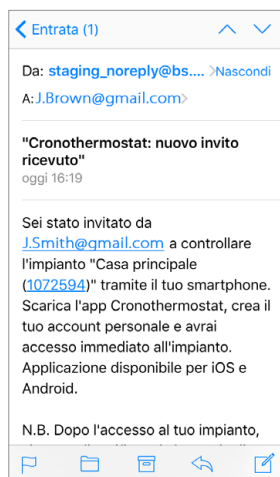 Entrata (1)
Da: staging_noreply@bs.... Nascondi
A: J.Brown@gmail.com
"Cronothermostat: nuovo invito
ricevuto"
oggi 16:19
Sei stato invitato da
J.Smith@gmail.com a controllare
l'impianto "Casa principale
(1072594)" tramite il tuo smartphone.
Scarica l'app Cronothermostat, crea il
tuo account personale e avrai
accesso immediato all'impianto.
Applicazione disponibile per iOS e
Android.
N.B. Dopo l'accesso al tuo impianto,